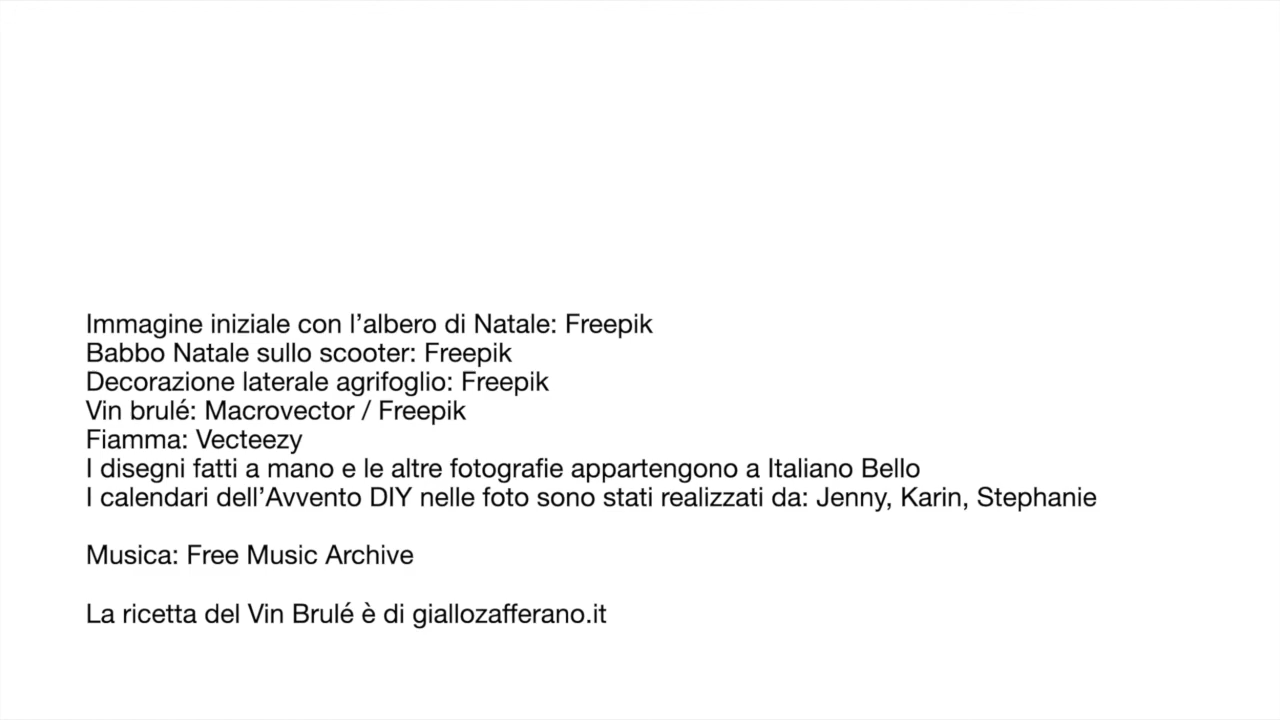 Immagine iniziale con l’albero di Natale: Freepik
Babbo Natale sullo scooter: Freepik
Decorazione laterale agrifoglio: Freepik
Vin brulé: Macrovector / Freepik
Fiamma: Vecteezy
I disegni fatti a mano e le altre fotografie appartengono a Italiano Bello
I calendari dell’Avvento DIY nelle foto sono stati realizzati da: Jenny, Karin, Stephanie
Musica: Free Music Archive
La ricetta del Vin Brulé è di giallozafferano.it